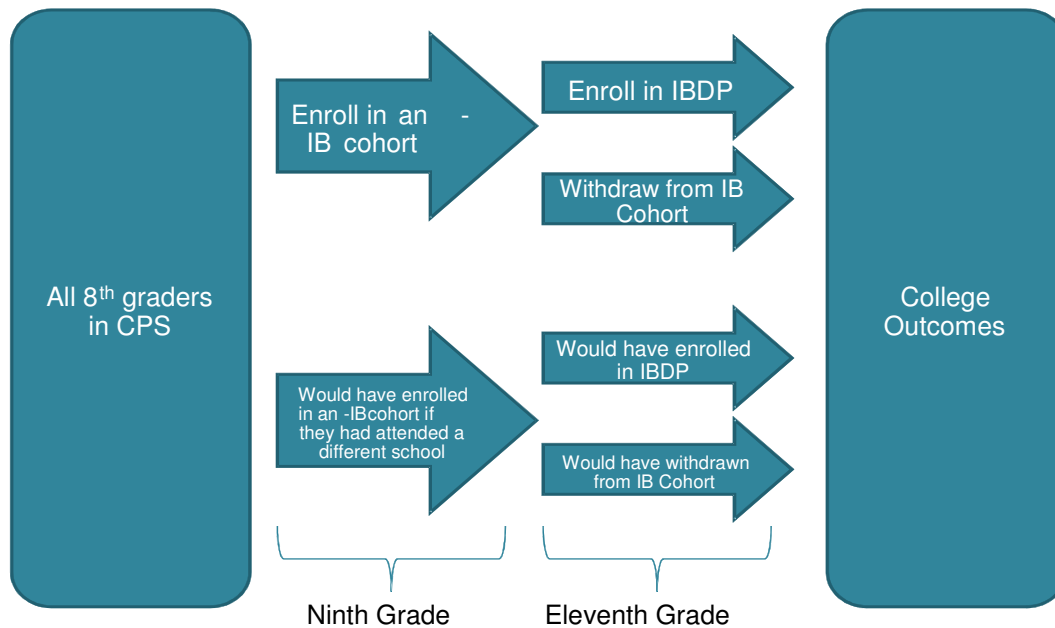 All 8th graders
in CPS
Enroll in an -
IB cohort
Enroll in IBDP
Withdraw from IB
Cohort
Would have enrolled
in an -IBcohort if
they had attended a
different school
Would have enrolled
in IBDP
Would have withdrawn
from IB Cohort
College
Outcomes
Ninth Grade
Eleventh Grade